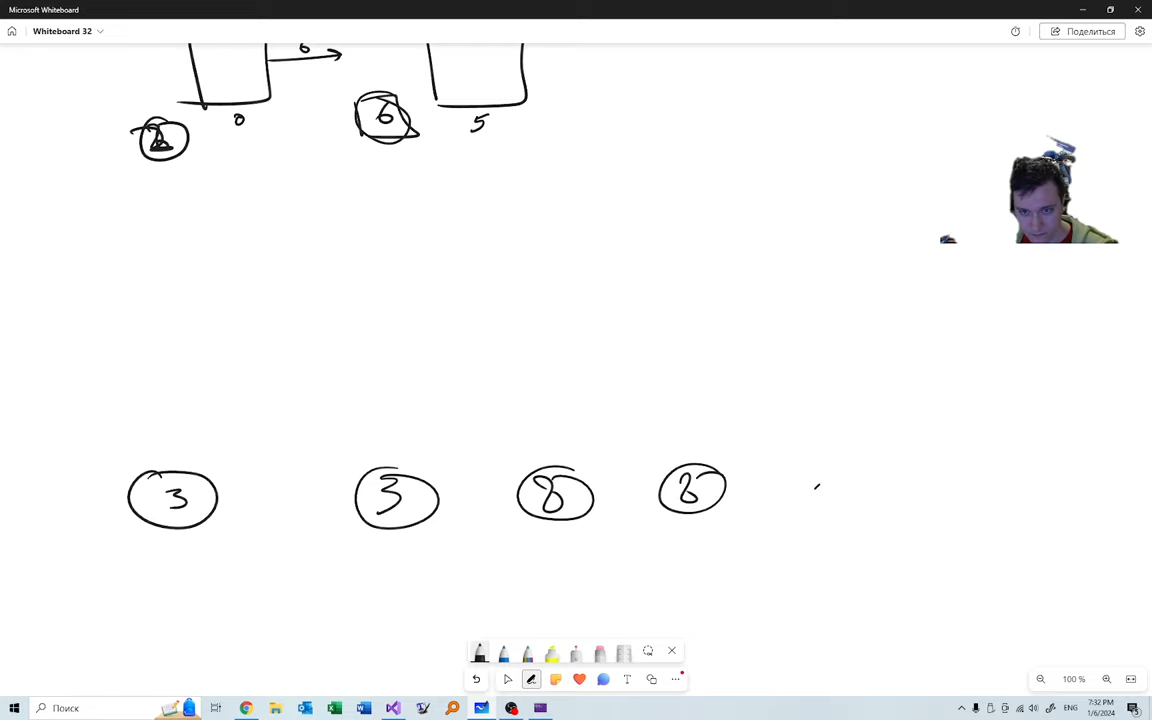 Microsoft Whiteboard
Whiteboard 32
Поделиться
6
0
6
5
3
3
8
8
100 %
Поиск
ENG
7:32 PM
1/6/2024
5